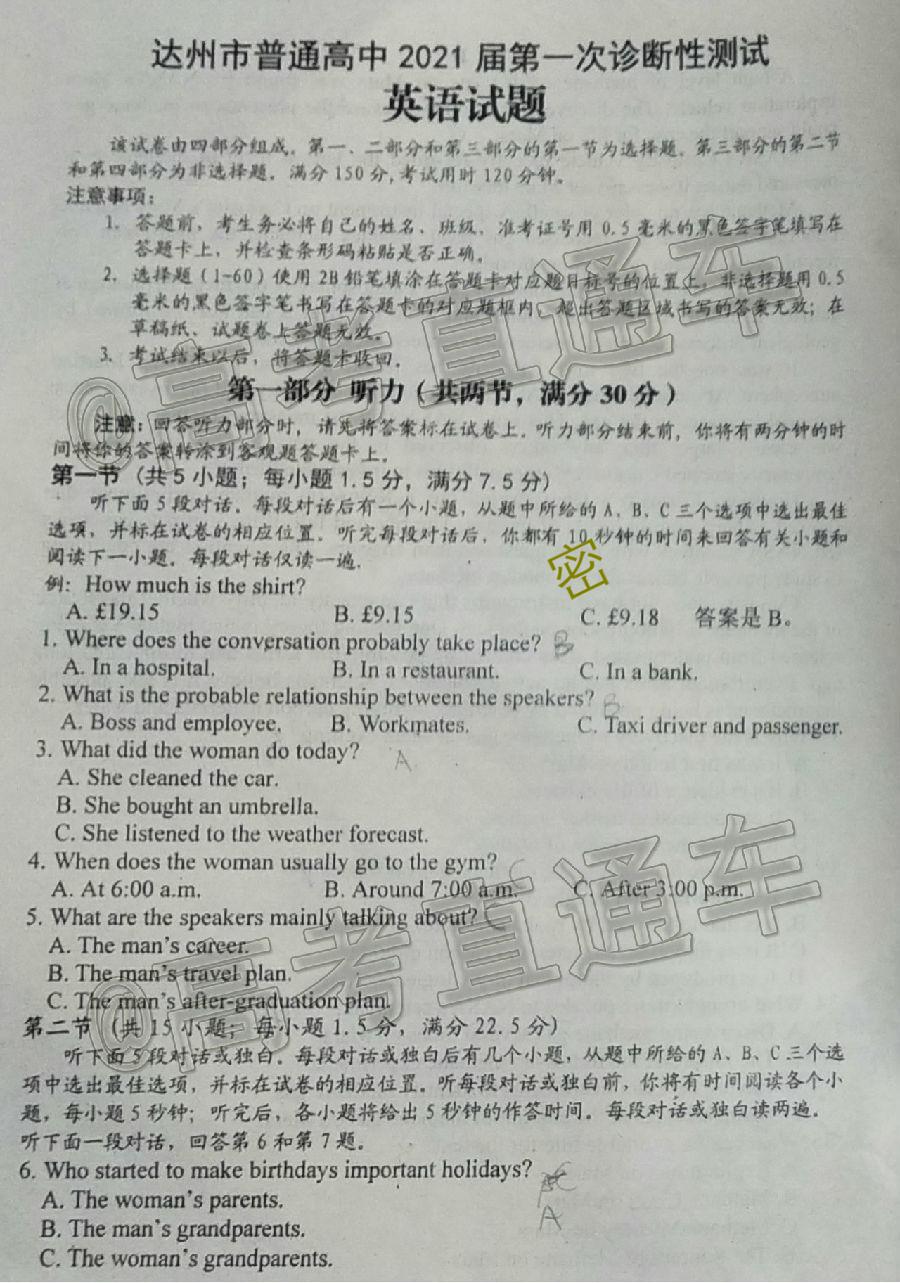 达州市普通高中 2021 届第一次诊断性测试
英语试题
该试卷由四部分组成。第一、二部分和第三部分的第一节为选择题。第三部分的第二节
和第四部分为非选择题。满分 150 分,考试用时 120 分钟。
注意事项:
1. 答题前，考生务必将自己的姓名、班级、准考证号用 0.5 毫米的黑色签字笔填写在
答题卡上，并检查条形码粘贴是否正确。
2. 选择题（1-60）使用 2B 铅笔填涂在答题卡对应题目标号的位置上，非选择题用 0.5
毫米的黑色签字笔书写在答题卡的对应题框内，超出答题区域书写的答案无效；在
草稿纸、试题卷上答题无效。
3. 考试结束以后，将答题卡收回。
@高考直通车
第一部分 听力（共两节，满分 30 分）
注意：回答听力部分时，请先将答案标在试卷上。听力部分结束前，你将有两分钟的时
间将你的答案转涂到客观题答题卡上。
第一节（共 5 小题；每小题 1.5 分，满分 7.5 分）
听下面 5 段对话。每段对话后有一个小题，从题中所给的 A、B、C 三个选项中选出最佳
选项，并标在试卷的相应位置。听完每段对话后，你都有 10 秒钟的时间来回答有关小题和
阅读下一小题。每段对话仅读一遍.
密
例: How much is the shirt?
A. £19.15 B. £9.15 C. £9.18 答案是 B。
1. Where does the conversation probably take place? B
A. In a hospital. B. In a restaurant. C. In a bank.
2. What is the probable relationship between the speakers? B
A. Boss and employee. B. Workmates. C. Taxi driver and passenger.
3. What did the woman do today? A
A. She cleaned the car.
B. She bought an umbrella.
C. She listened to the weather forecast.
4. When does the woman usually go to the gym? C
A. At 6:00 a.m. B. Around 7:00 a.m. C. After 3:00 p.m.
5. What are the speakers mainly talking about? C
A. The man's career.
B. The man's travel plan.
C. The man's after-graduation plan.
@高考直通车
第二节（共 15 小题；每小题 1.5 分，满分 22.5 分）
听下面 5 段对话或独白。每段对话或独白后有几个小题，从题中所给的 A、B、C 三个选
项中选出最佳选项，并标在试卷的相应位置。听每段对话或独白前，你将有时间阅读各个小
题，每小题 5 秒钟；听完后，各小题将给出 5 秒钟的作答时间。每段对话或独白读两遍。
听下面一段对话，回答第 6 和第 7 题。
6. Who started to make birthdays important holidays?
A
A. The woman's parents.
B. The man's grandparents.
C. The woman's grandparents.